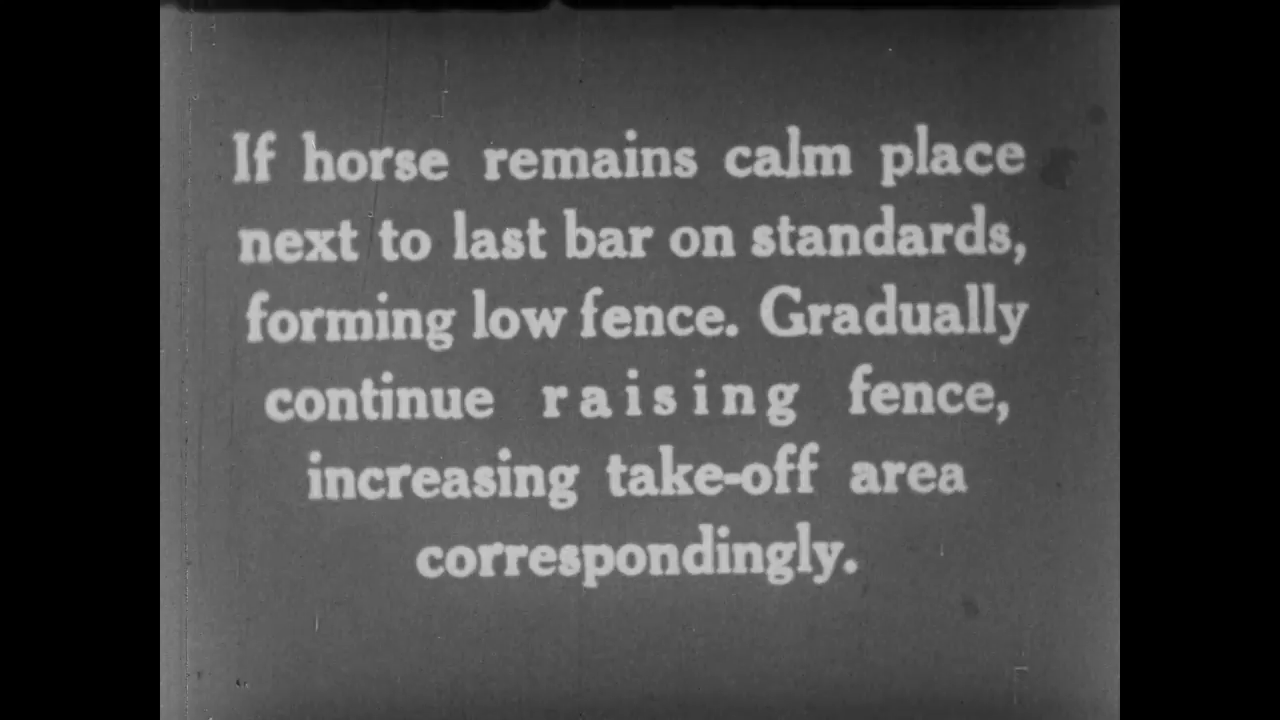 If horse remains calm place
next to last bar on standards,
forming low fence. Gradually
continue raising fence,
increasing take-off area
correspondingly.